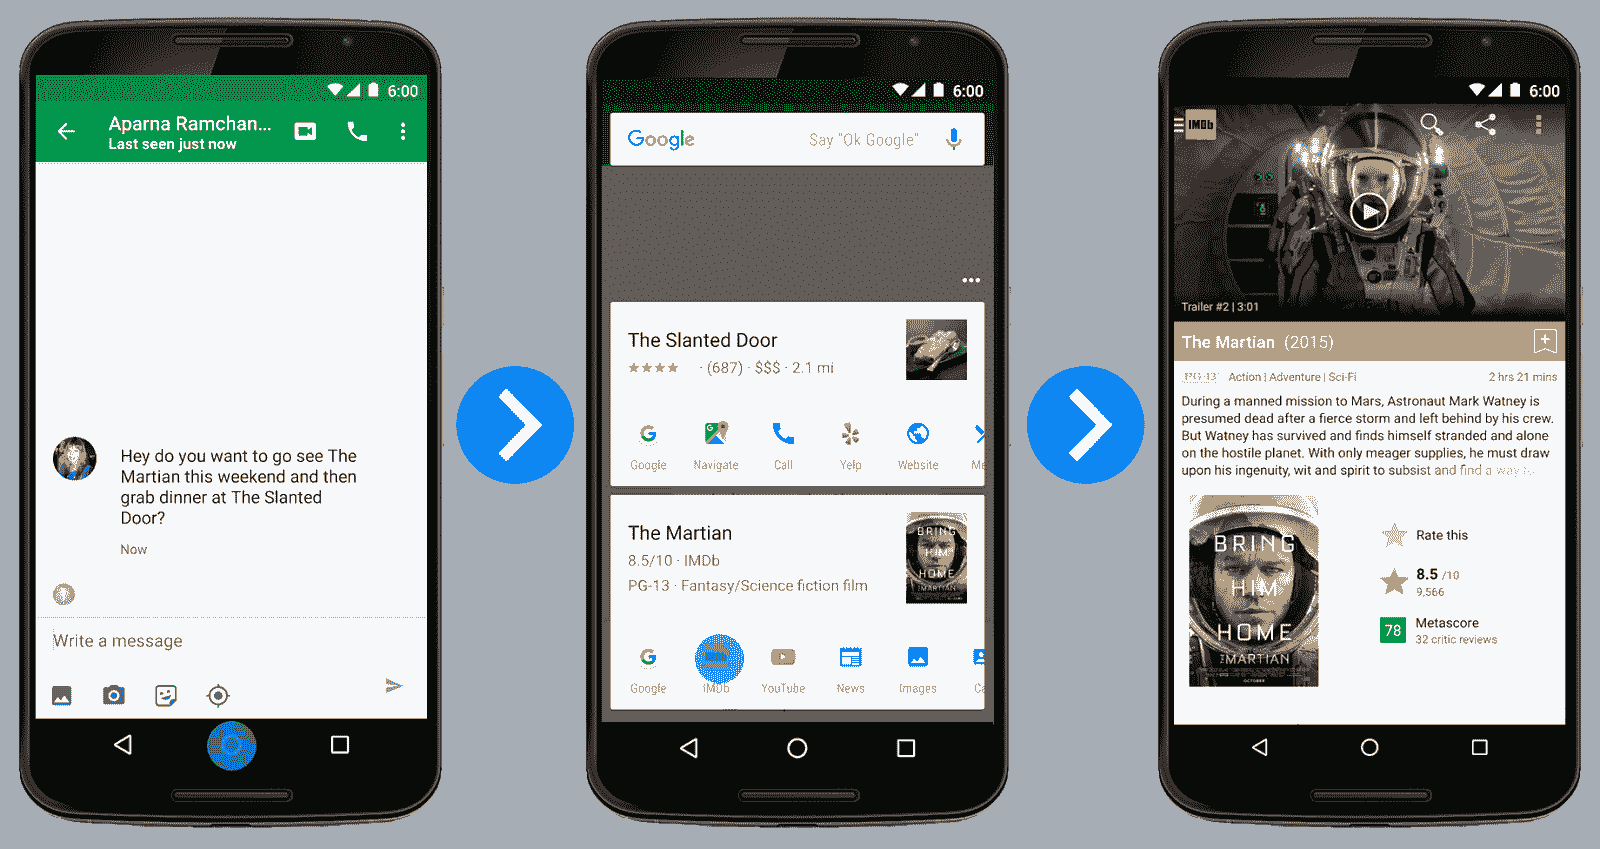 6:00
Aparna Ramchan...
Last seen just now
Hey do you want to go see The
Martian this weekend and then
grab dinner at The Slanted
Door?
Now
Write a message
6:00
Google
Say "Ok Google"
The Slanted Door
· (687) · $$$ · 2.1 mi
Google
Navigate
Call
Yelp
Website
Me
The Martian
8.5/10 · IMDb
PG-13 · Fantasy/Science fiction film
BRING
HIM
HOME
MARTIAN
Google
IMDb
YouTube
News
Images
Ca
6:00
IMDb
Trailer #2 | 3:01
The Martian (2015)
PG-13
Action | Adventure | Sci-Fi
2 hrs 21 mins
During a manned mission to Mars, Astronaut Mark Watney is
presumed dead after a fierce storm and left behind by his crew.
But Watney has survived and finds himself stranded and alone
on the hostile planet. With only meager supplies, he must draw
upon his ingenuity, wit and spirit to subsist and find a way to..
BRING
HIM
HOME
THE MARTIAN
OCTOBER
Rate this
8.5 /10
9,566
78
Metascore
32 critic reviews